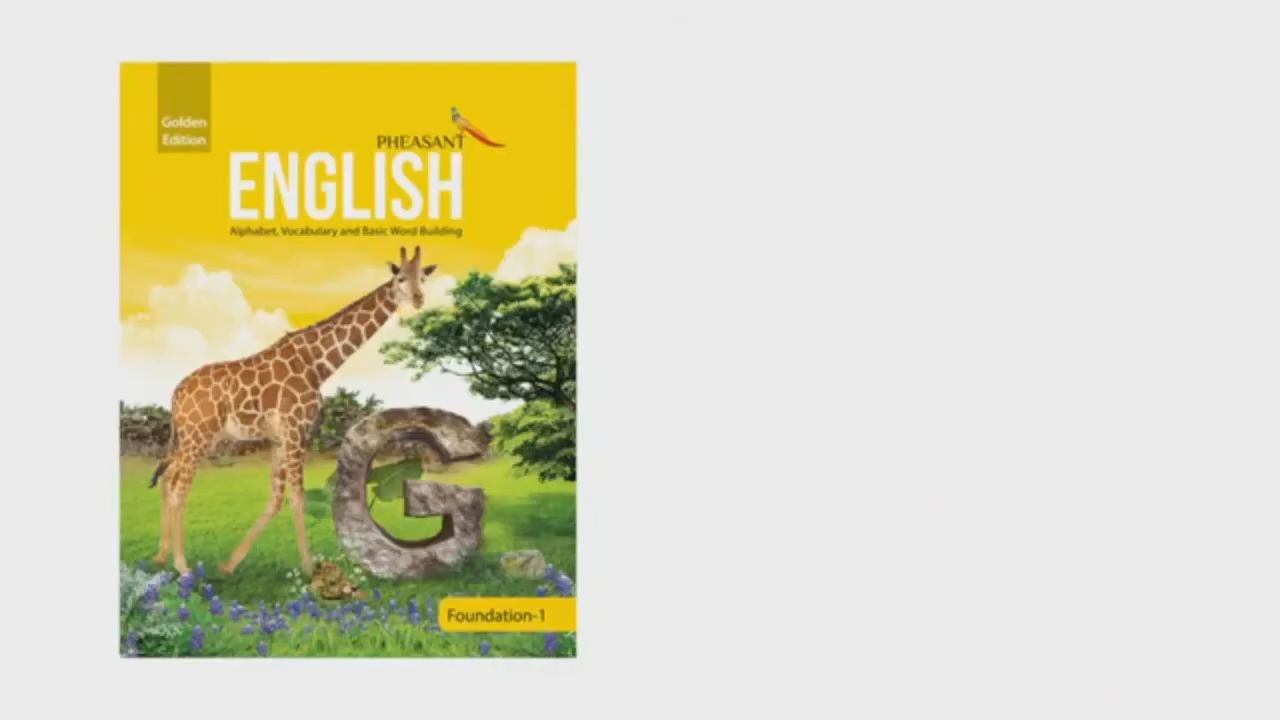 Golden
Edition
PHEASANT
ENGLISH
Alphabet, Vocabulary and Basic Word Building
G
Foundation-1